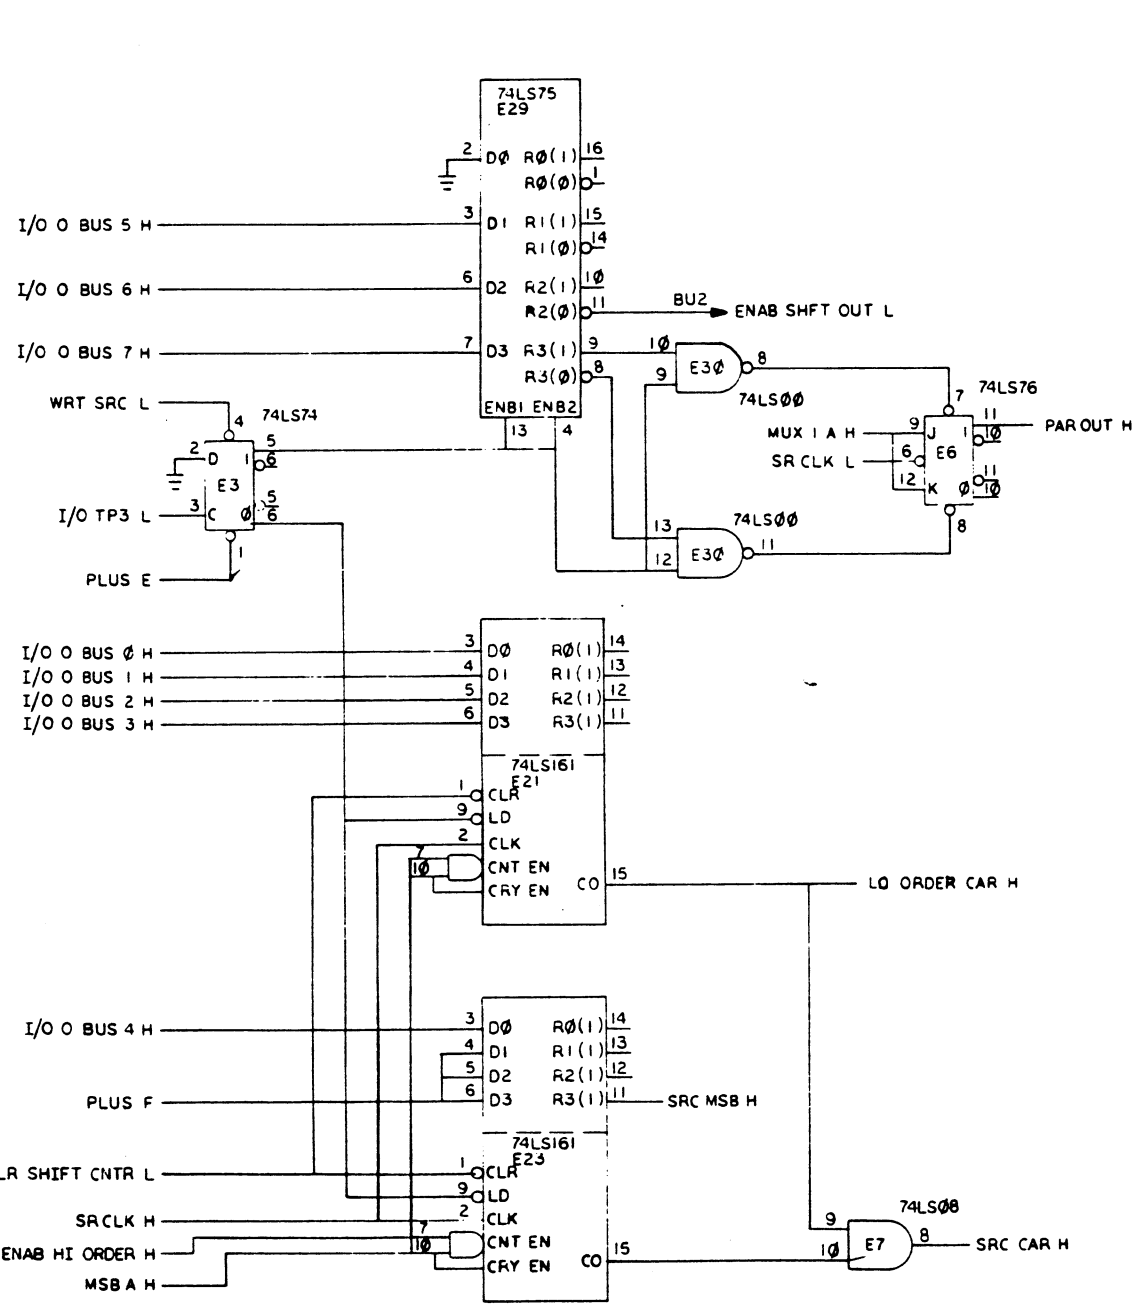 74LS75
E29
2 DØ RØ(1) 16
RØ(Ø) 1
I/O O BUS 5 H 3 D1 R1(1) 15
R1(Ø) 14
I/O O BUS 6 H 6 D2 R2(1) 1Ø
R2(Ø) 11 BU2 ENAB SHFT OUT L
I/O O BUS 7 H 7 D3 R3(1) 9 1Ø
R3(Ø) 8 9 E3Ø 8
74LSØØ
ENB1 ENB2
13 4
WRT SRC L 4 74LS74
2 D 1 5
6
E3
I/O TP3 L 3 C Ø 5
6
1
PLUS E
74LS76
7
MUX 1 A H 9 J 1 11 PAR OUT H
1Ø
SR CLK L 6 E6
12 K Ø 11
1Ø
8
74LSØØ
13
12 E3Ø 11
I/O O BUS Ø H 3 DØ RØ(1) 14
I/O O BUS 1 H 4 D1 R1(1) 13
I/O O BUS 2 H 5 D2 R2(1) 12
I/O O BUS 3 H 6 D3 R3(1) 11
74LS161
E21
1 CLR
9 LD
2 CLK
7
1Ø CNT EN
CRY EN CO 15 LO ORDER CAR H
I/O O BUS 4 H 3 DØ RØ(1) 14
4 D1 R1(1) 13
5 D2 R2(1) 12
PLUS F 6 D3 R3(1) 11 SRC MSB H
74LS161
E23
LR SHIFT CNTR L 1 CLR
9 LD
SRCLK H 2 CLK
7
ENAB HI ORDER H 1Ø CNT EN
MSB A H CRY EN CO 15
74LSØ8
9
1Ø E7 8 SRC CAR H